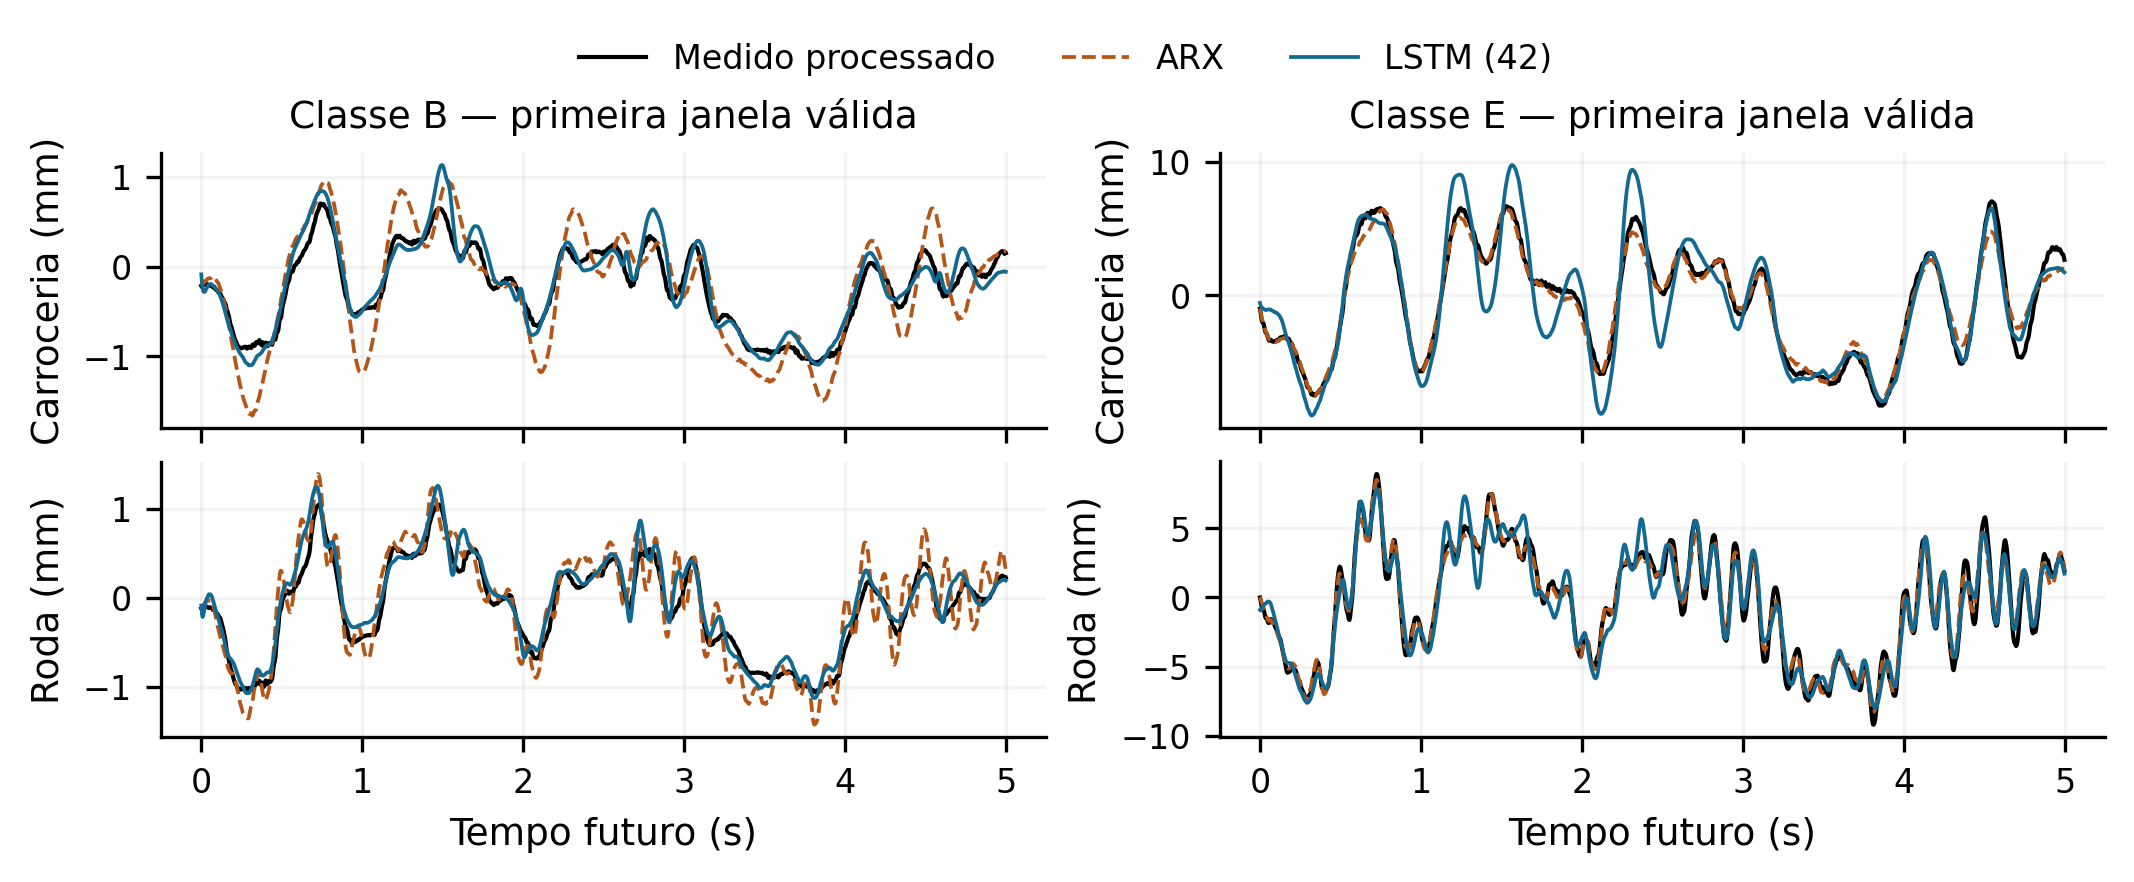 Medido processado ARX LSTM (42)
Classe B — primeira janela válida
Carroceria (mm)
1
0
−1
Roda (mm)
1
0
−1
0 1 2 3 4 5
Tempo futuro (s)
Classe E — primeira janela válida
Carroceria (mm)
10
0
Roda (mm)
5
0
−5
−10
0 1 2 3 4 5
Tempo futuro (s)